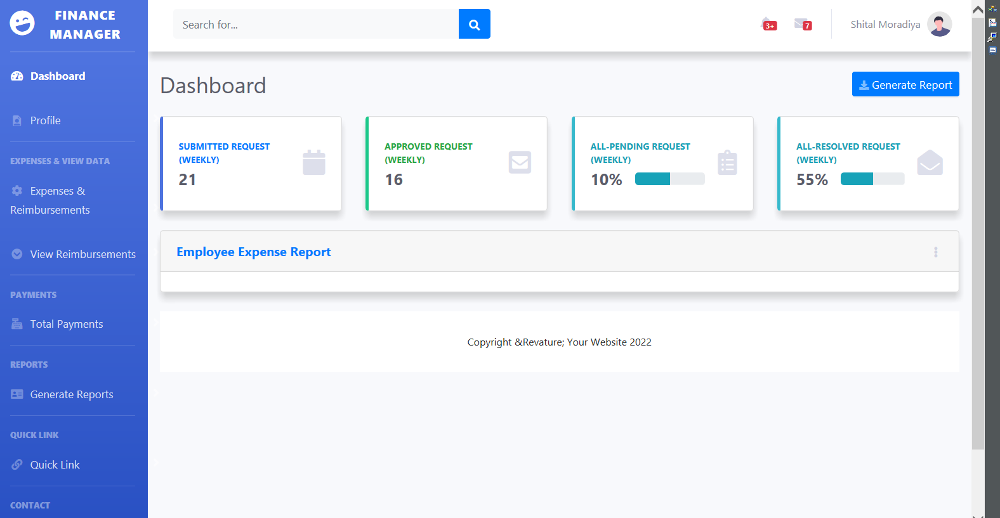 FINANCE
MANAGER
Dashboard
Profile
EXPENSES & VIEW DATA
Expenses &
Reimbursements
View Reimbursements
PAYMENTS
Total Payments
REPORTS
Generate Reports
QUICK LINK
Quick Link
CONTACT
Search for...
3+
7
Shital Moradiya
Dashboard
Generate Report
SUBMITTED REQUEST
(WEEKLY)
21
APPROVED REQUEST
(WEEKLY)
16
ALL-PENDING REQUEST
(WEEKLY)
10%
ALL-RESOLVED REQUEST
(WEEKLY)
55%
Employee Expense Report
Copyright &Revature; Your Website 2022